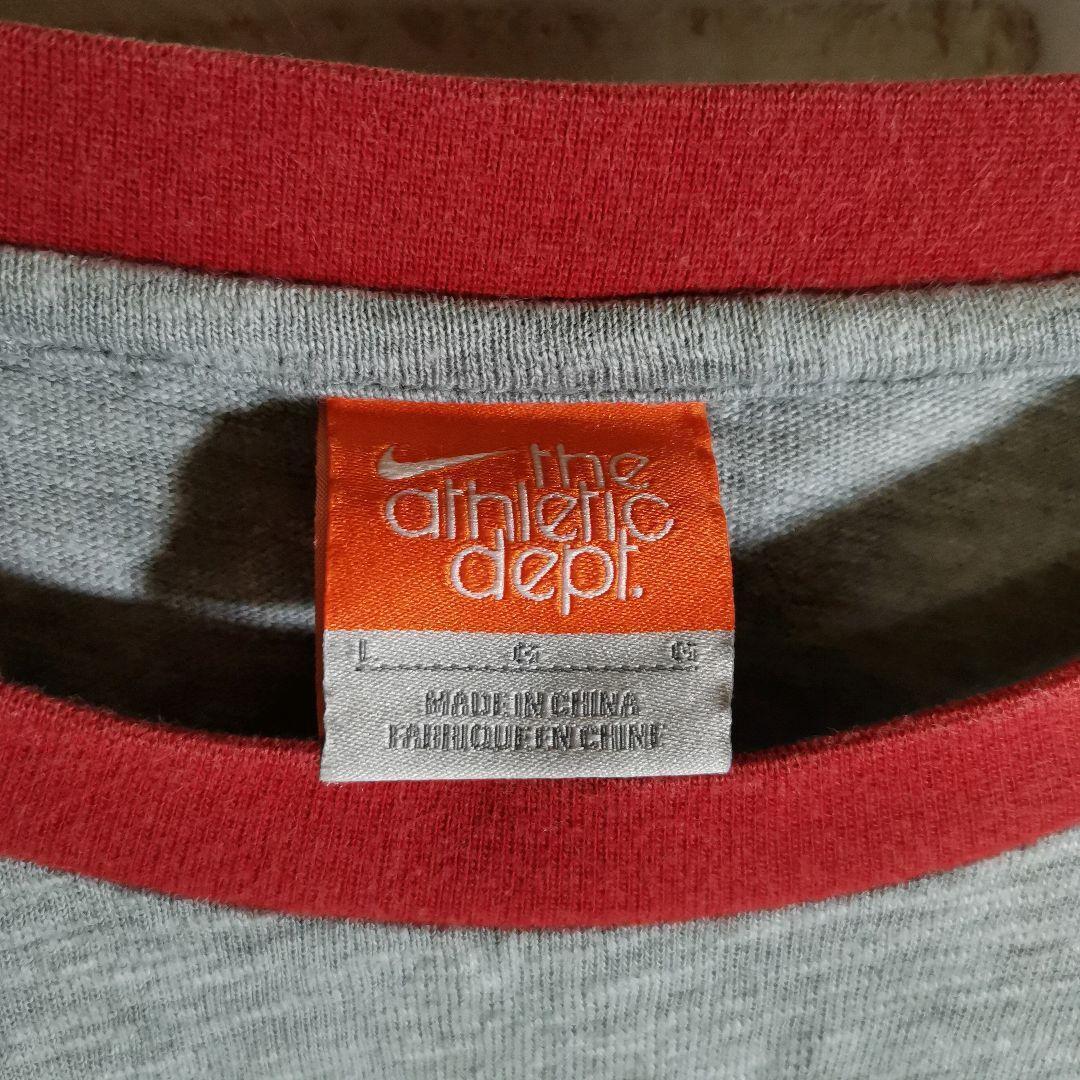 the
athletic
dept.
L G G
MADE IN CHINA
FABRIQUE EN CHINE